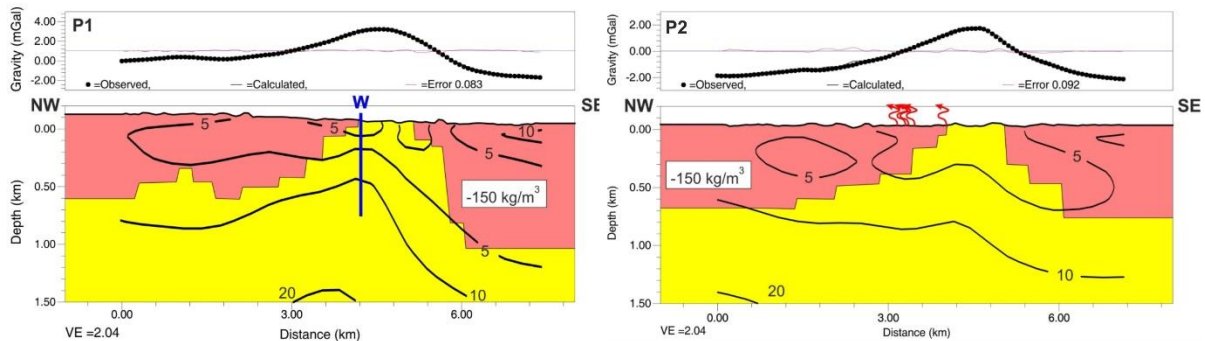 P1
Gravity (mGal)
4.00
2.00
0.00
-2.00
●=Observed, —=Calculated, —=Error 0.083
NW W SE
Depth (km)
0.00
0.50
1.00
1.50
5 5 10
5
-150 kg/m³
5
20 10
0.00 3.00 6.00
VE =2.04 Distance (km)
P2
Gravity (mGal)
2.00
0.00
-2.00
●=Observed, —=Calculated, —=Error 0.092
NW SE
Depth (km)
0.00
0.50
1.00
1.50
5 5
-150 kg/m³
10
20
0.00 3.00 6.00
VE =2.04 Distance (km)